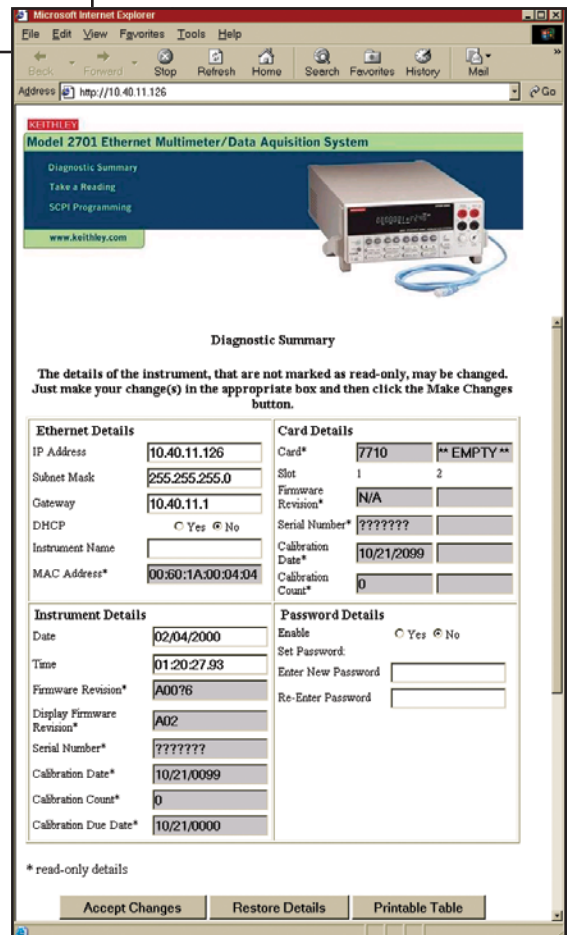 Microsoft Internet Explorer
File Edit View Favorites Tools Help
Back Forward Stop Refresh Home Search Favorites History Mail »
Address http://10.40.11.126 Go
KEITHLEY
Model 2701 Ethernet Multimeter/Data Aquisition System
Diagnostic Summary
Take a Reading
SCPI Programming
www.keithley.com
Diagnostic Summary
The details of the instrument, that are not marked as read-only, may be changed.
Just make your change(s) in the appropriate box and then click the Make Changes
button.
Ethernet Details
IP Address 10.40.11.126
Subnet Mask 255.255.255.0
Gateway 10.40.11.1
DHCP Yes No
Instrument Name
MAC Address* 00:60:1A:00:04:04
Card Details
Card* 7710 ** EMPTY **
Slot 1 2
Firmware
Revision* N/A
Serial Number* ???????
Calibration
Date* 10/21/2099
Calibration
Count* 0
Instrument Details
Date 02/04/2000
Time 01:20:27.93
Firmware Revision* A00?6
Display Firmware
Revision* A02
Serial Number* ???????
Calibration Date* 10/21/0099
Calibration Count* 0
Calibration Due Date* 10/21/0000
Password Details
Enable Yes No
Set Password:
Enter New Password
Re-Enter Password
* read-only details
Accept Changes Restore Details Printable Table